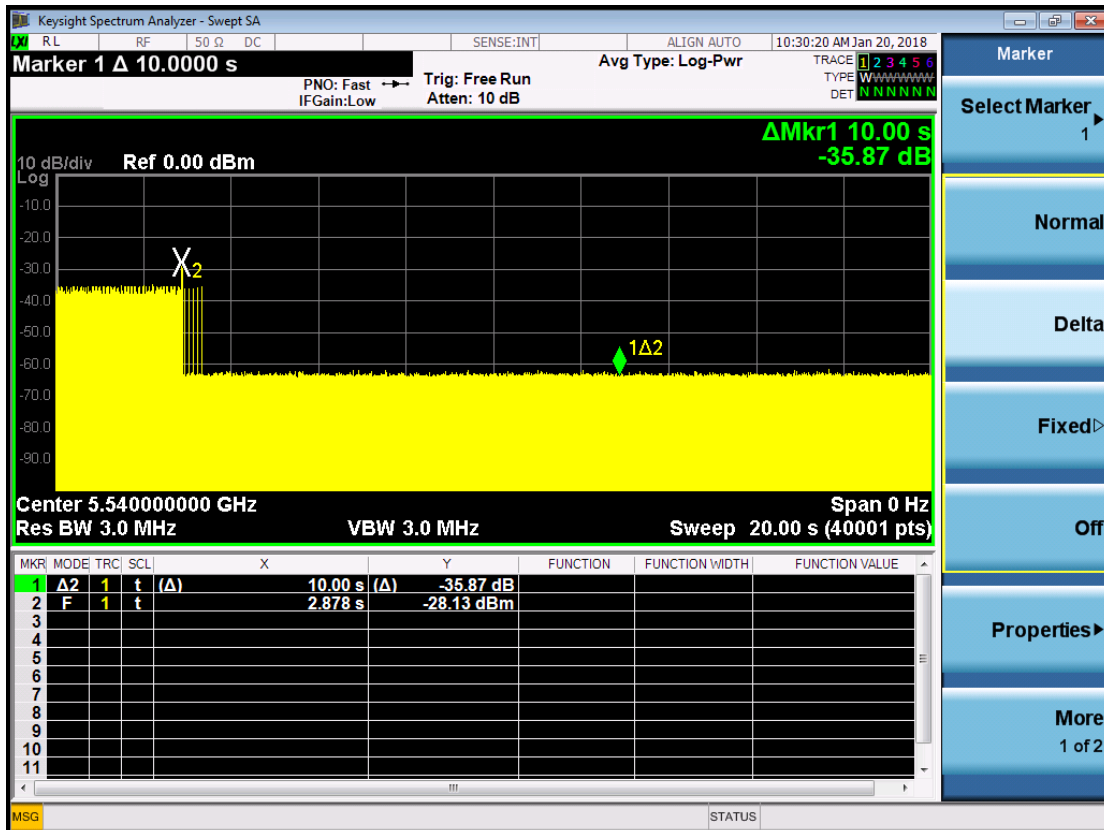 Keysight Spectrum Analyzer - Swept SA
LXI RL RF 50 Ω DC SENSE:INT ALIGN AUTO 10:30:20 AM Jan 20, 2018
Marker 1 Δ 10.0000 s
PNO: Fast
IFGain:Low
Trig: Free Run
Atten: 10 dB
Avg Type: Log-Pwr
TRACE 1 2 3 4 5 6
TYPE WWWWWWW
DET N N N N N N
ΔMkr1 10.00 s
-35.87 dB
10 dB/div Ref 0.00 dBm
Log
-10.0
-20.0
-30.0
-40.0
-50.0
-60.0
-70.0
-80.0
-90.0
X2
1Δ2
Center 5.540000000 GHz Span 0 Hz
Res BW 3.0 MHz VBW 3.0 MHz Sweep 20.00 s (40001 pts)
MKR MODE TRC SCL X Y FUNCTION FUNCTION WIDTH FUNCTION VALUE
1 Δ2 1 t (Δ) 10.00 s (Δ) -35.87 dB
2 F 1 t 2.878 s -28.13 dBm
3
4
5
6
7
8
9
10
11
MSG STATUS
Marker
Select Marker
1
Normal
Delta
Fixed
Off
Properties
More
1 of 2